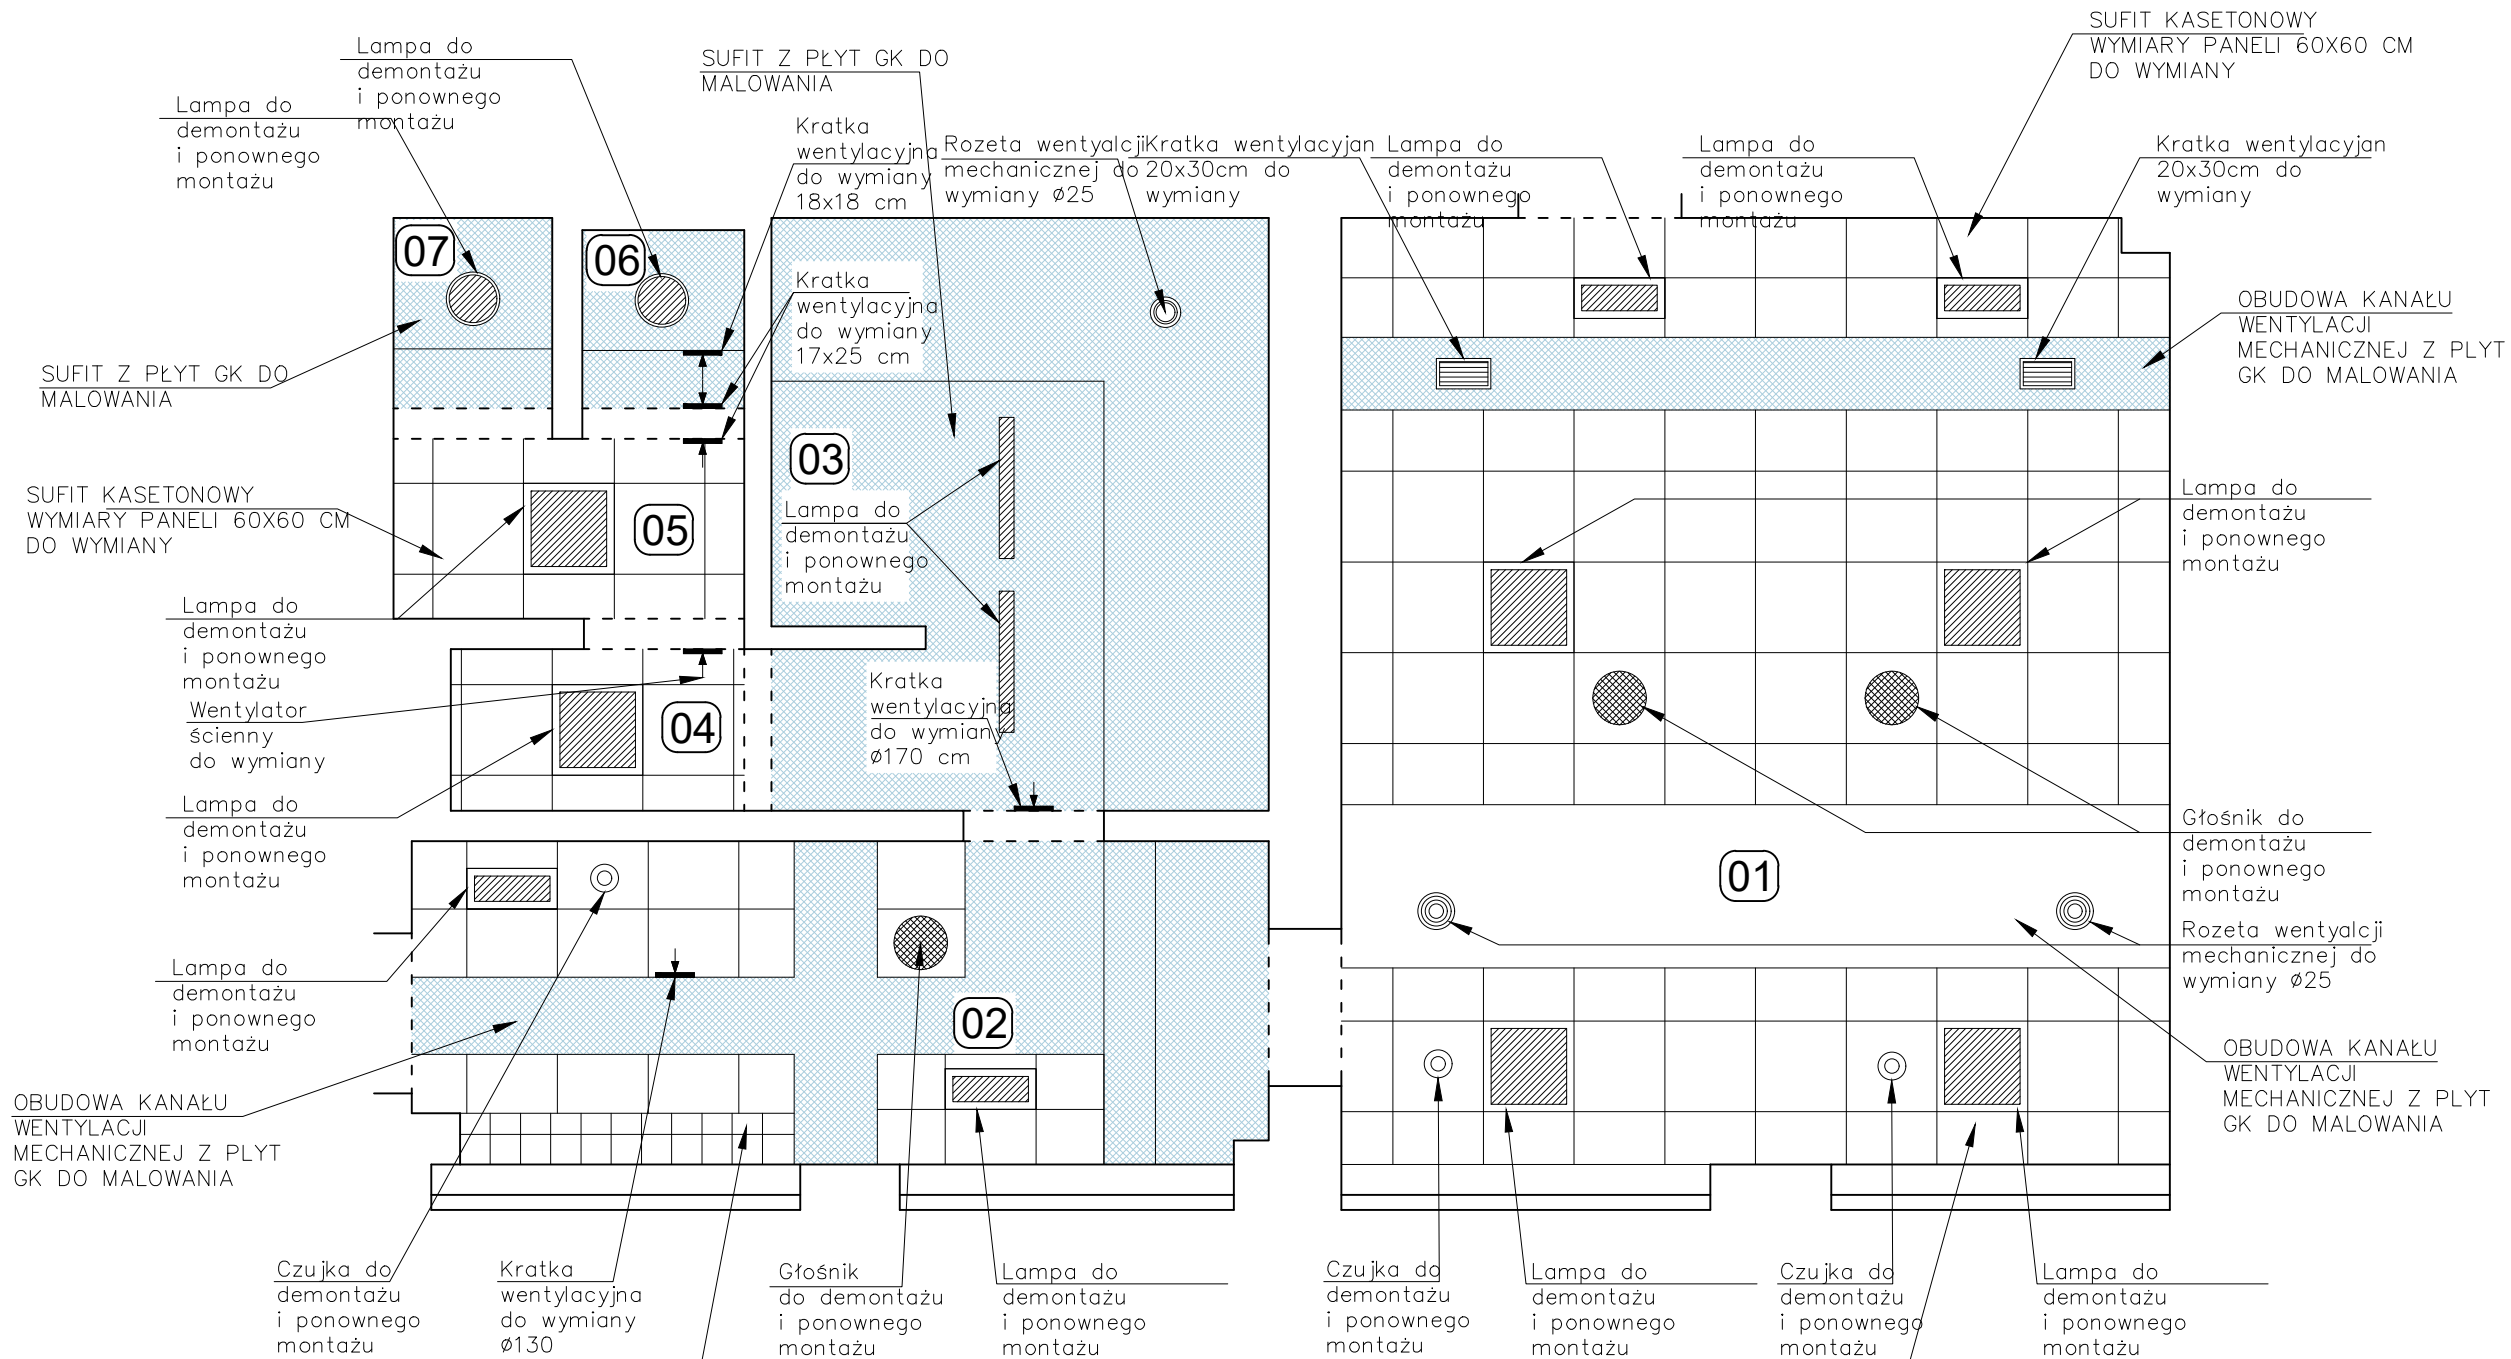 SUFIT KASETONOWY
WYMIARY PANELI 60X60 CM
DO WYMIANY
Lampa do
demontażu
i ponownego
montażu
SUFIT Z PŁYT GK DO
MALOWANIA
Lampa do
demontażu
i ponownego
montażu
Kratka
wentylacyjna
do wymiany
18x18 cm
Rozeta wentyalcji
mechanicznej do
wymiany ø25
Kratka wentylacyjan
20x30cm do
wymiany
Lampa do
demontażu
i ponownego
montażu
Lampa do
demontażu
i ponownego
montażu
Kratka wentylacyjan
20x30cm do
wymiany
07
06
Kratka
wentylacyjna
do wymiany
17x25 cm
OBUDOWA KANAŁU
WENTYLACJI
MECHANICZNEJ Z PLYT
GK DO MALOWANIA
SUFIT Z PŁYT GK DO
MALOWANIA
03
SUFIT KASETONOWY
WYMIARY PANELI 60X60 CM
DO WYMIANY
05
Lampa do
demontażu
i ponownego
montażu
Lampa do
demontażu
i ponownego
montażu
Lampa do
demontażu
i ponownego
montażu
Wentylator
ścienny
do wymiany
04
Kratka
wentylacyjna
do wymiany
ø170 cm
Lampa do
demontażu
i ponownego
montażu
Głośnik do
demontażu
i ponownego
montażu
01
Rozeta wentyalcji
mechanicznej do
wymiany ø25
Lampa do
demontażu
i ponownego
montażu
02
OBUDOWA KANAŁU
WENTYLACJI
MECHANICZNEJ Z PLYT
GK DO MALOWANIA
OBUDOWA KANAŁU
WENTYLACJI
MECHANICZNEJ Z PLYT
GK DO MALOWANIA
Czujka do
demontażu
i ponownego
montażu
Kratka
wentylacyjna
do wymiany
ø130
Głośnik
do demontażu
i ponownego
montażu
Lampa do
demontażu
i ponownego
montażu
Czujka do
demontażu
i ponownego
montażu
Lampa do
demontażu
i ponownego
montażu
Czujka do
demontażu
i ponownego
montażu
Lampa do
demontażu
i ponownego
montażu